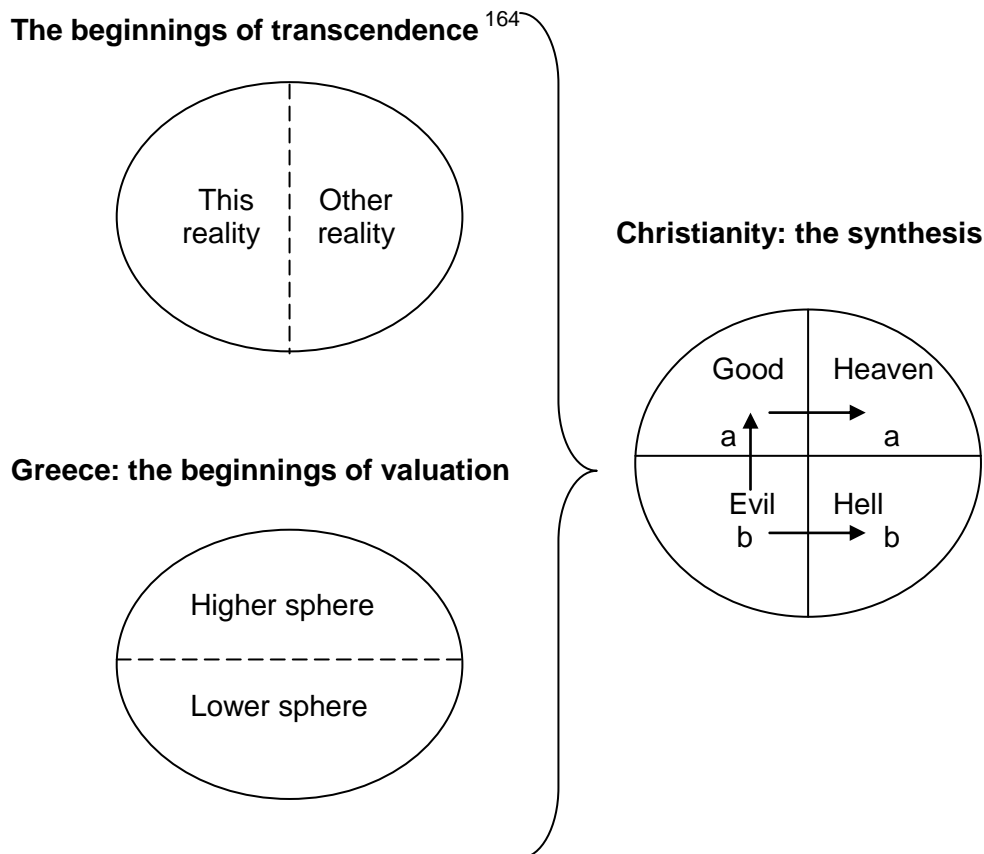 The beginnings of transcendence 164
This Other
reality reality
Greece: the beginnings of valuation
Higher sphere
Lower sphere
Christianity: the synthesis
Good Heaven
a a
Evil Hell
b b